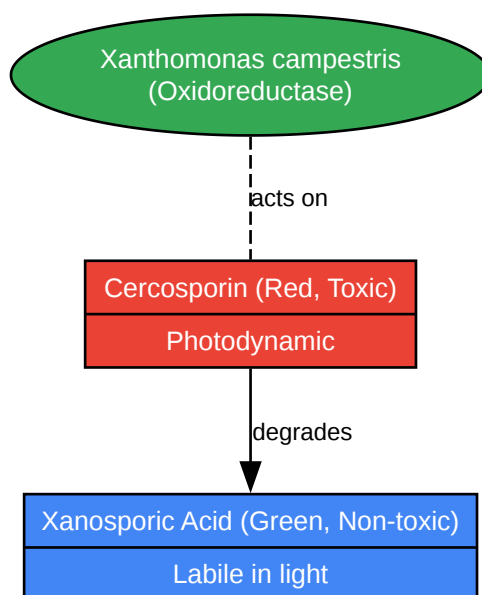 Xanthomonas campestris
(Oxidoreductase)
acts on
Cercosporin (Red, Toxic)
Photodynamic
degrades
Xanosporic Acid (Green, Non-toxic)
Labile in light